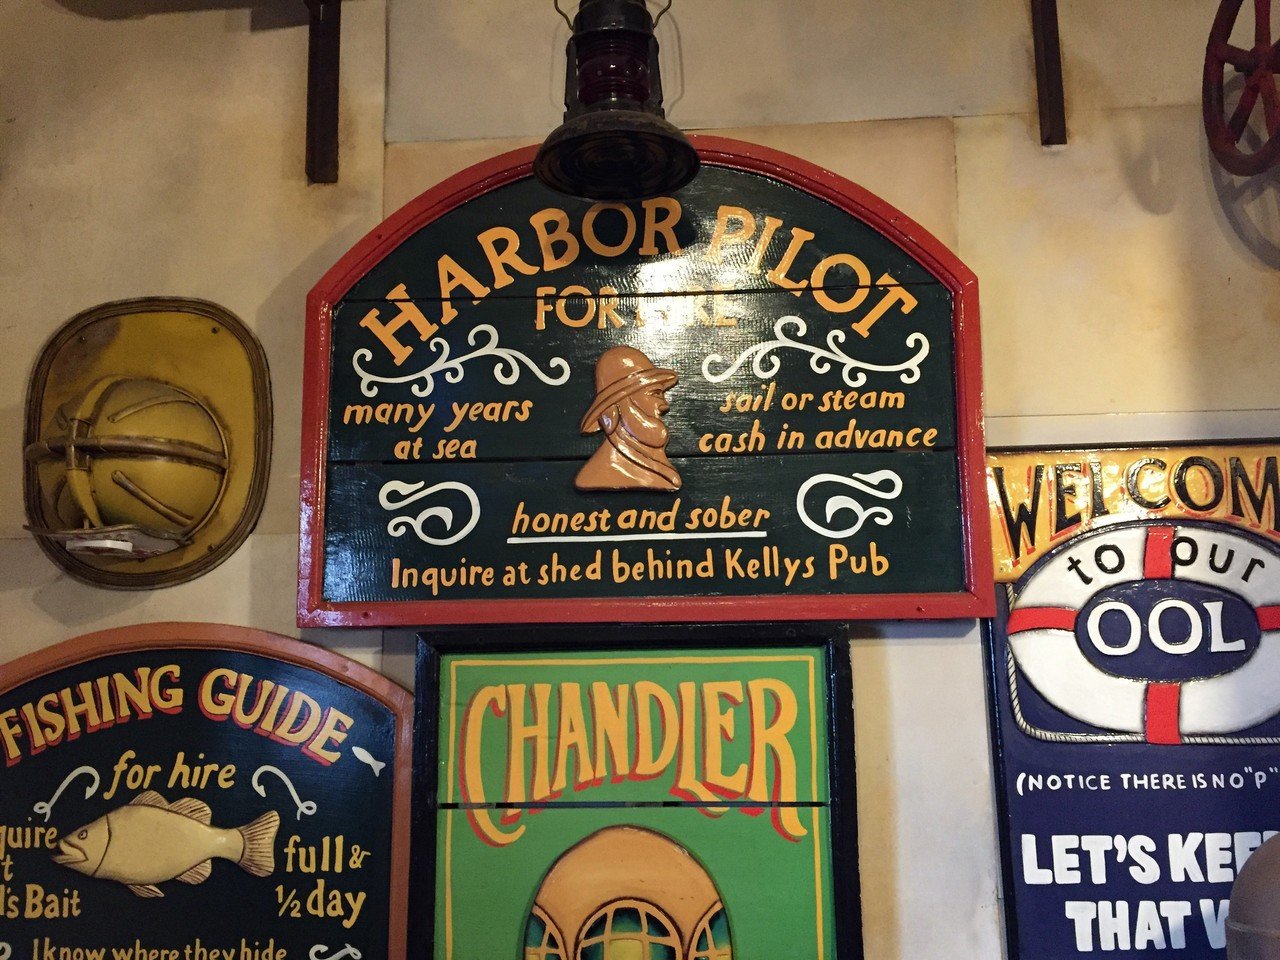 HARBOR PILOT
FOR HIRE
many years
at sea
sail or steam
cash in advance
honest and sober
Inquire at shed behind Kellys Pub
FISHING GUIDE
for hire
full &
½ day
Bait
I know where they hide
CHANDLER
WELCOM
to our
OOL
(NOTICE THERE IS NO "P"
LET'S KEE
THAT